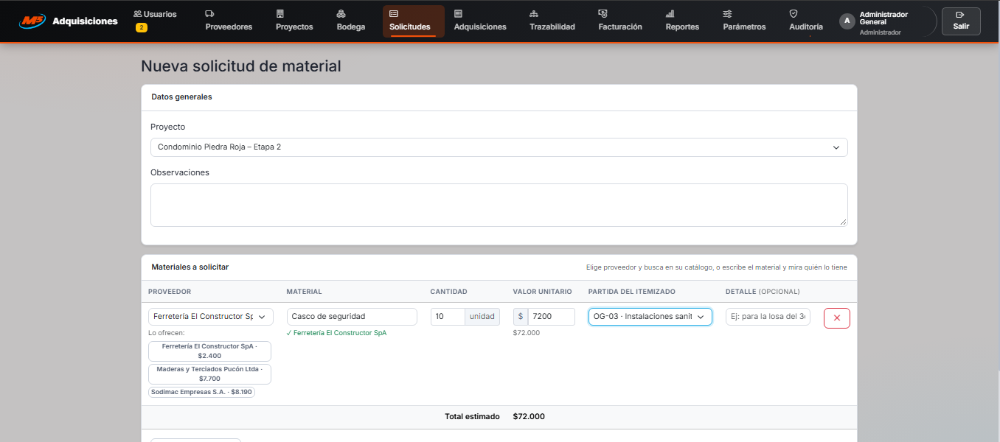 M5 Adquisiciones
Usuarios
2
Proveedores
Proyectos
Bodega
Solicitudes
Adquisiciones
Trazabilidad
Facturación
Reportes
Parámetros
Auditoría
A
Administrador
General
Administrador
Salir
Nueva solicitud de material
Datos generales
Proyecto
Condominio Piedra Roja – Etapa 2
Observaciones
Materiales a solicitar
Elige proveedor y busca en su catálogo, o escribe el material y mira quién lo tiene
PROVEEDOR MATERIAL CANTIDAD VALOR UNITARIO PARTIDA DEL ITEMIZADO DETALLE (OPCIONAL)
Ferretería El Constructor Sp Casco de seguridad 10 unidad $ 7200 OG-03 · Instalaciones sanit Ej: para la losa del 3
Lo ofrecen: ✓ Ferretería El Constructor SpA $72.000
Ferretería El Constructor SpA ·
$2.400
Maderas y Terciados Pucón Ltda ·
$7.700
Sodimac Empresas S.A. · $8.190
Total estimado $72.000